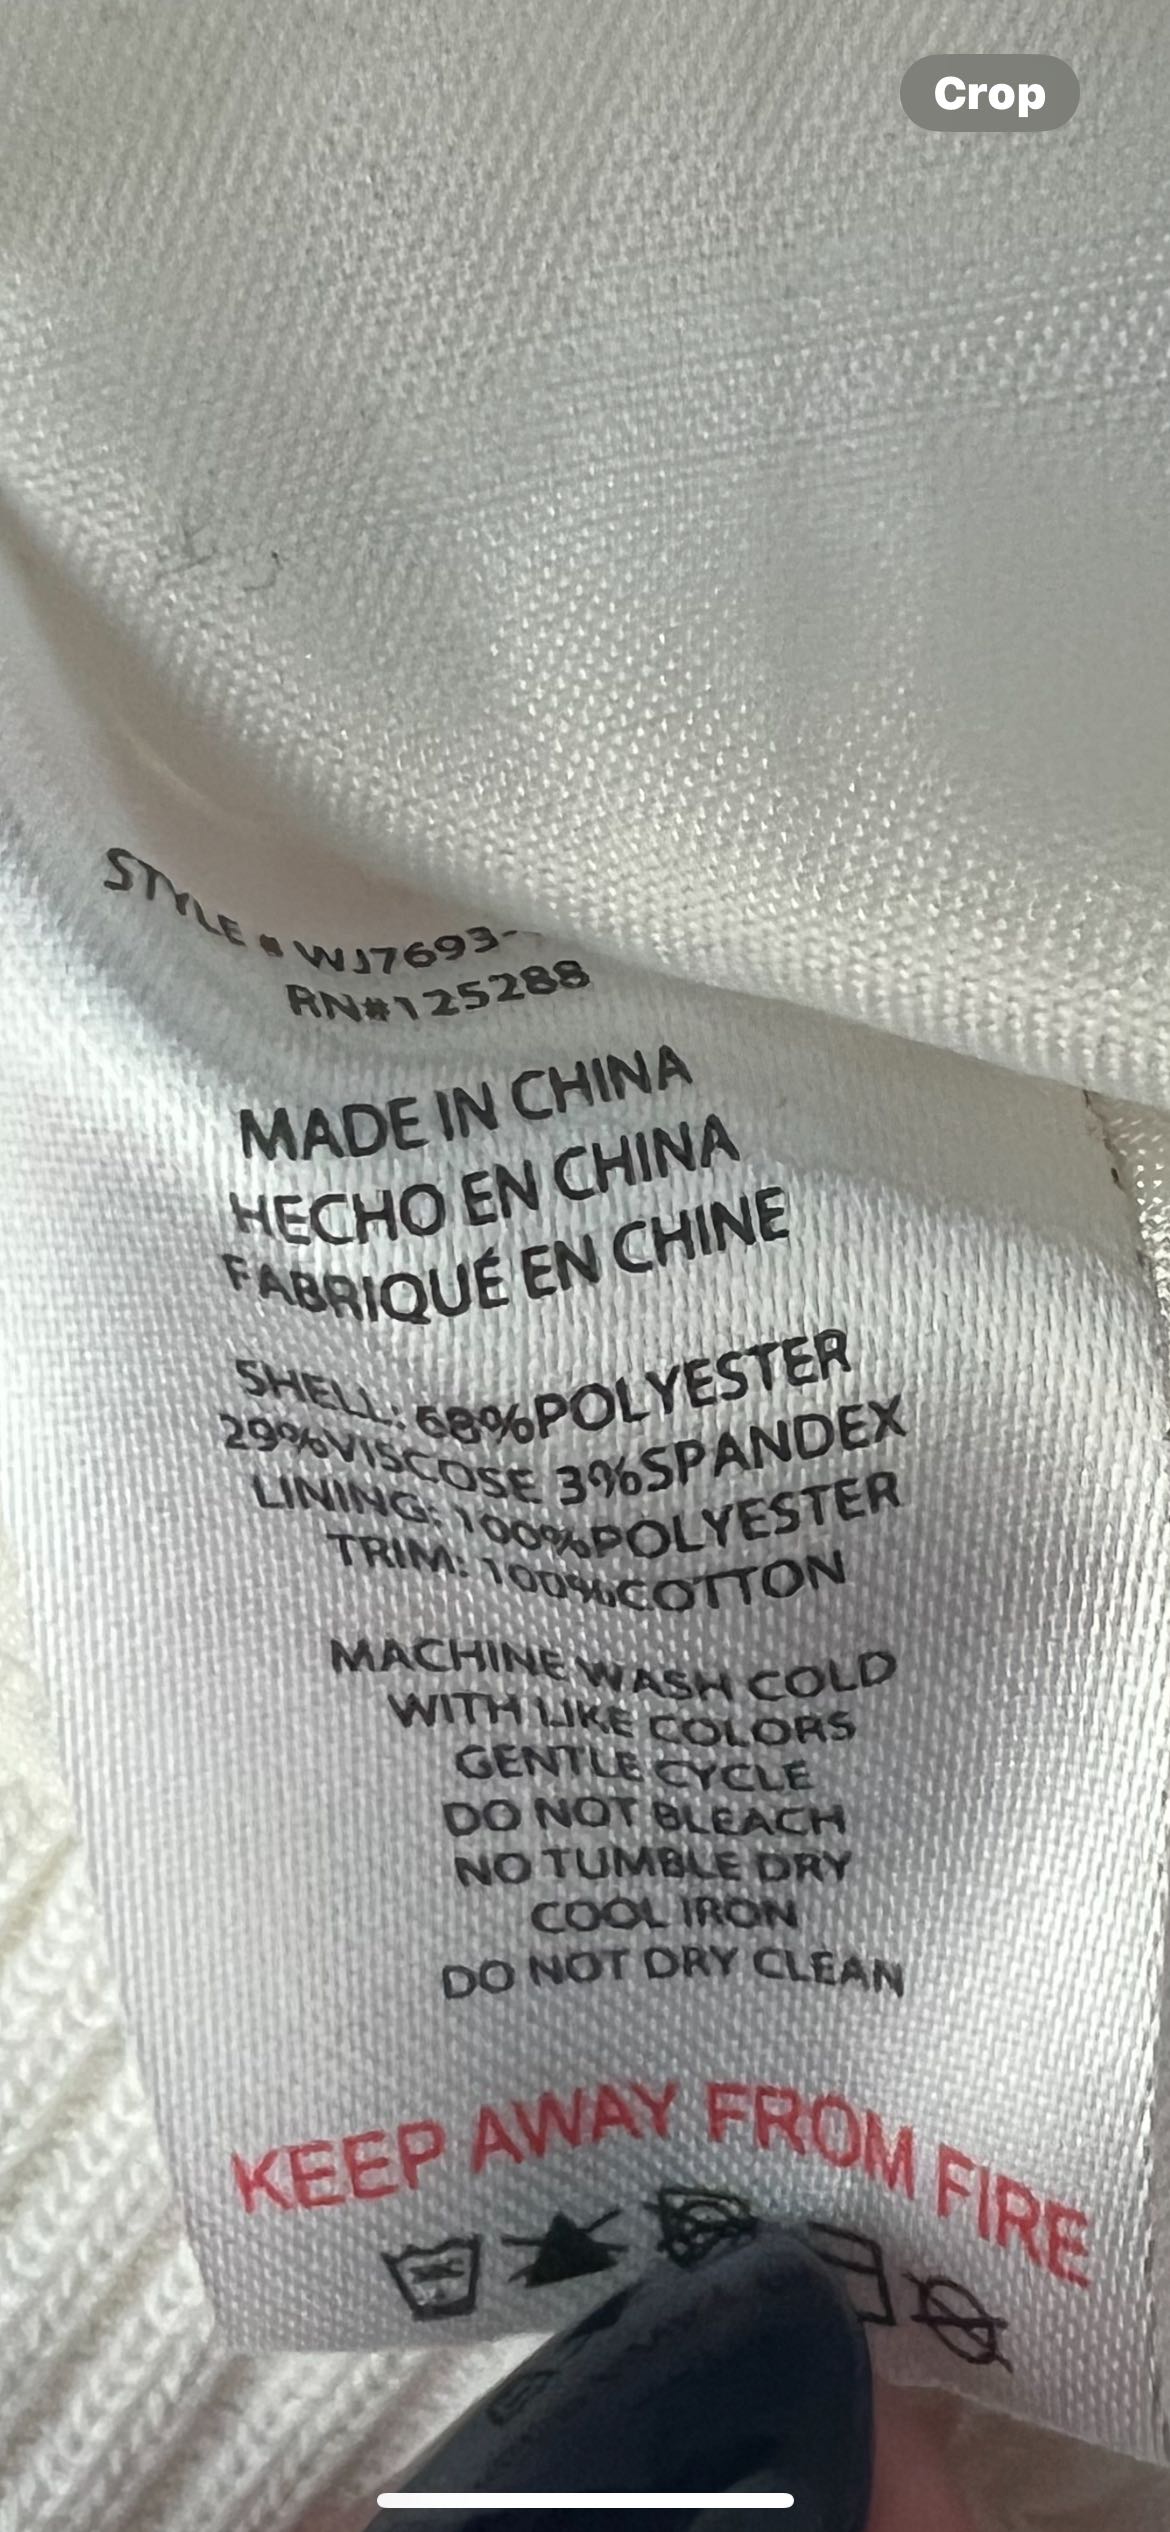 Crop
STYLE # WJ7693-
RN#125288
MADE IN CHINA
HECHO EN CHINA
FABRIQUÉ EN CHINE
SHELL: 68%POLYESTER
29%VISCOSE 3%SPANDEX
LINING: 100%POLYESTER
TRIM: 100%COTTON
MACHINE WASH COLD
WITH LIKE COLORS
GENTLE CYCLE
DO NOT BLEACH
NO TUMBLE DRY
COOL IRON
DO NOT DRY CLEAN
KEEP AWAY FROM FIRE